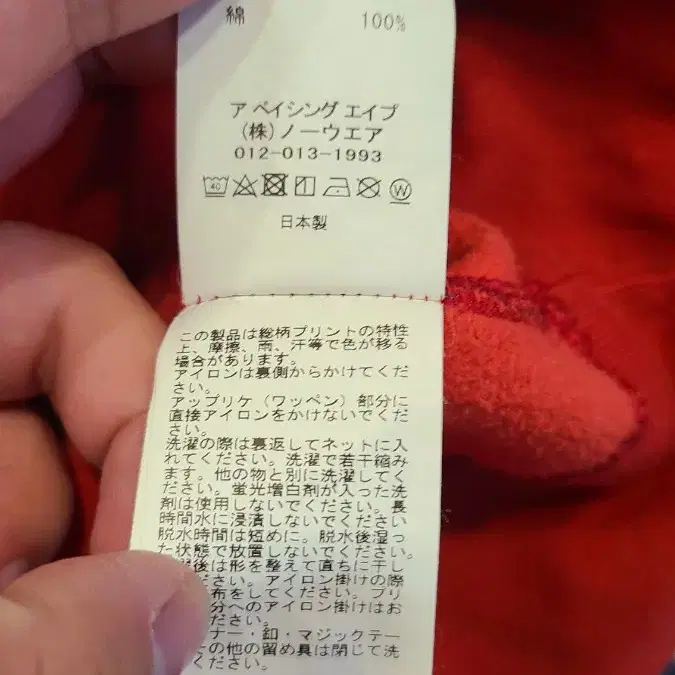 綿 100%
ア ベイシング エイプ
(株)ノーウエア
012-013-1993
40
W
日本製
この製品は総柄プリントの特性
上、摩擦、雨、汗等で色が移る
場合があります。
アイロンは裏側からかけてくだ
さい。
アップリケ（ワッペン）部分に
直接アイロンをかけないでくだ
さい。
洗濯の際は裏返してネットに入
れてください。洗濯で若干縮み
ます。他の物と別に洗濯してく
ださい。蛍光増白剤が入った洗
剤は使用しないでください。長
時間水に浸漬しないでください
脱水時間は短めに。脱水後湿っ
た状態で放置しないでください。
後は形を整えて直ちに干し
ださい。アイロン掛けの際
布をしてください。プリ
分へのアイロン掛けはお
ナー・釦・マジックテー
の他の留め具は閉じて洗
ください。